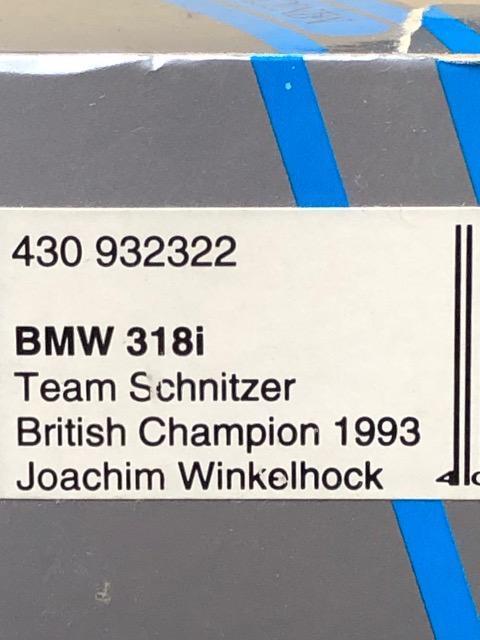 430 932322
BMW 318i
Team Schnitzer
British Champion 1993
Joachim Winkelhock